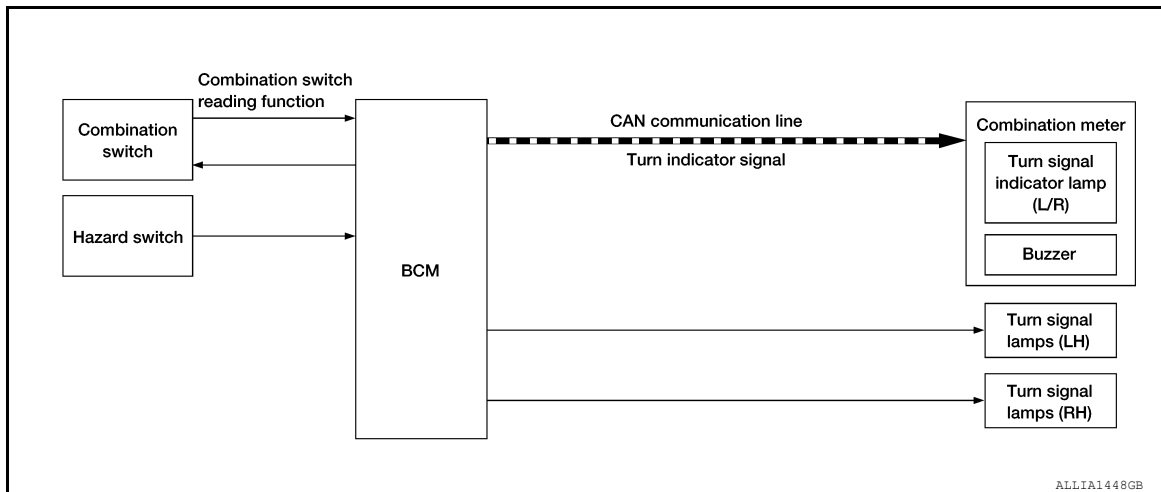 Combination switch
reading function
Combination
switch
Hazard switch
BCM
CAN communication line
Turn indicator signal
Combination meter
Turn signal
indicator lamp
(L/R)
Buzzer
Turn signal
lamps (LH)
Turn signal
lamps (RH)
ALLIA1448GB